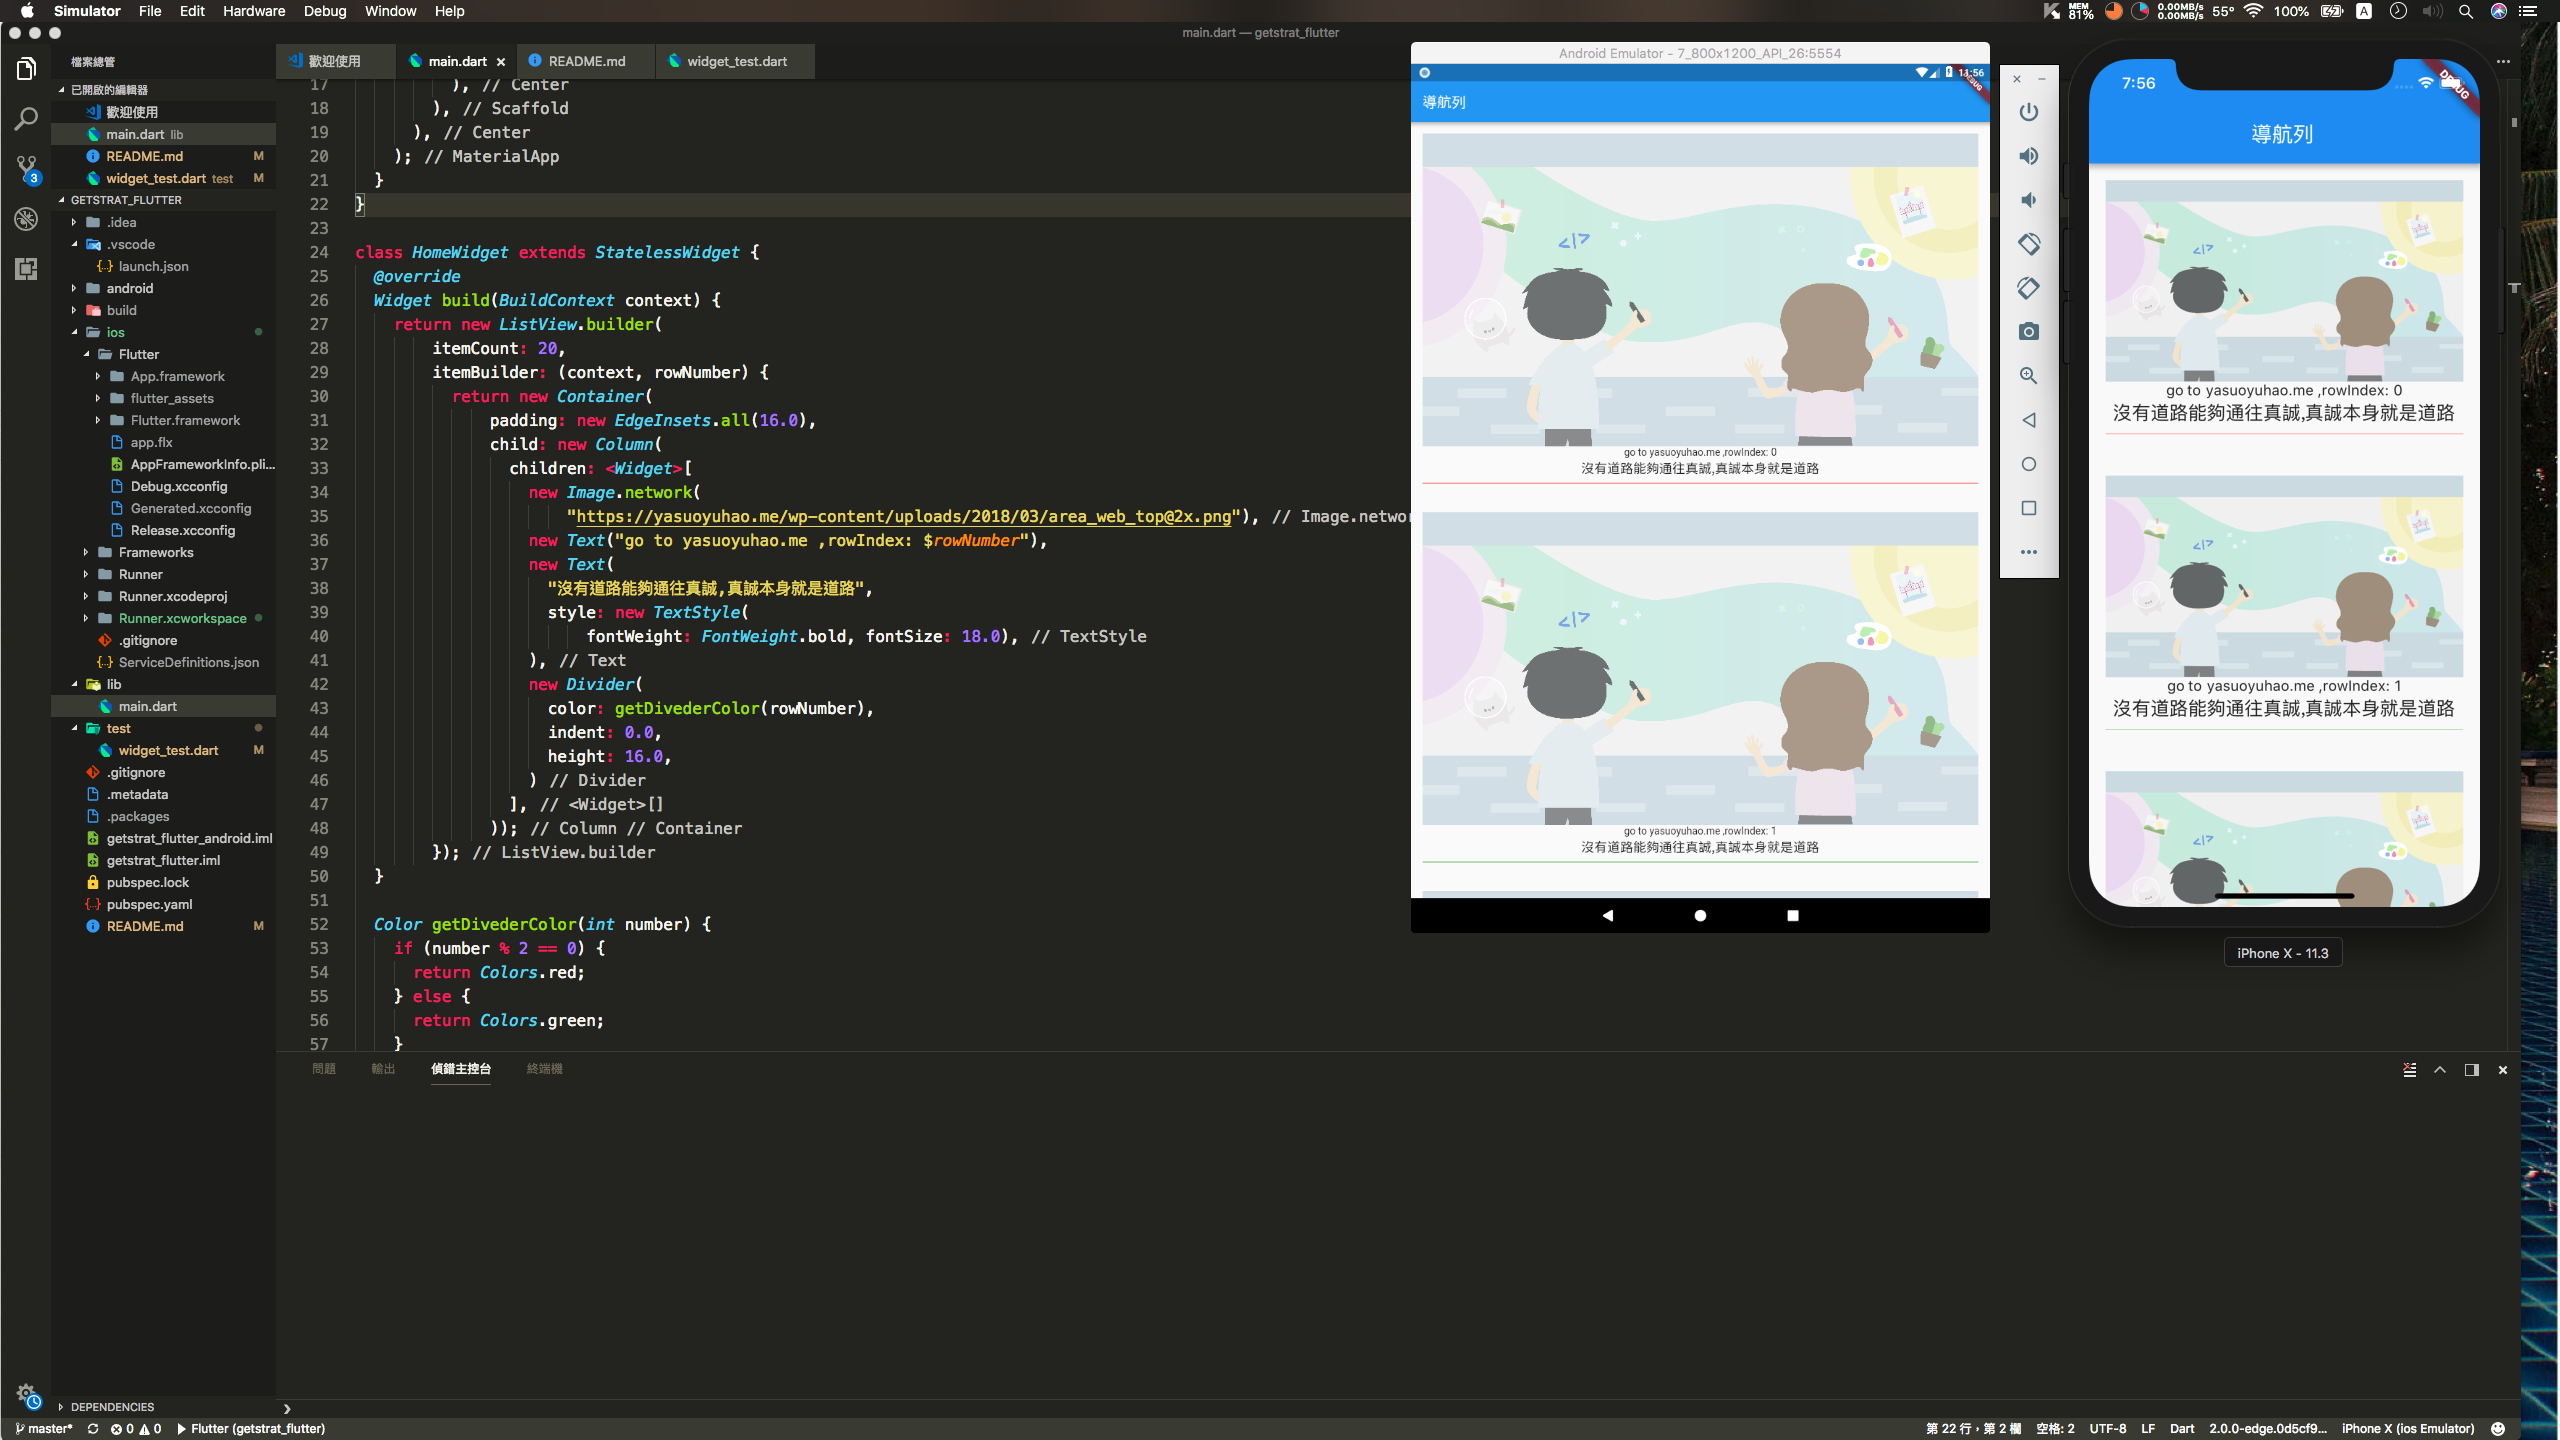 Simulator File Edit Hardware Debug Window Help
MEM 81% 0.00MB/s 0.00MB/s 55° 100% A
main.dart — getstrat_flutter
檔案總管
已開啟的編輯器
歡迎使用
main.dart lib
README.md M
widget_test.dart test M
GETSTRAT_FLUTTER
.idea
.vscode
launch.json
android
build
ios
Flutter
App.framework
flutter_assets
Flutter.framework
app.flx
AppFrameworkInfo.pli...
Debug.xcconfig
Generated.xcconfig
Release.xcconfig
Frameworks
Runner
Runner.xcodeproj
Runner.xcworkspace
.gitignore
ServiceDefinitions.json
lib
main.dart
test
widget_test.dart M
.gitignore
.metadata
.packages
getstrat_flutter_android.iml
getstrat_flutter.iml
pubspec.lock
pubspec.yaml
README.md M
DEPENDENCIES
3
歡迎使用 main.dart README.md widget_test.dart
17 ), // Center
18 ), // Scaffold
19 ), // Center
20 ); // MaterialApp
21 }
22 }
23
24 class HomeWidget extends StatelessWidget {
25 @override
26 Widget build(BuildContext context) {
27 return new ListView.builder(
28 itemCount: 20,
29 itemBuilder: (context, rowNumber) {
30 return new Container(
31 padding: new EdgeInsets.all(16.0),
32 child: new Column(
33 children: <Widget>[
34 new Image.network(
35 "https://yasuoyuhao.me/wp-content/uploads/2018/03/area_web_top@2x.png"), // Image.networ
36 new Text("go to yasuoyuhao.me ,rowIndex: $rowNumber"),
37 new Text(
38 "沒有道路能夠通往真誠,真誠本身就是道路",
39 style: new TextStyle(
40 fontWeight: FontWeight.bold, fontSize: 18.0), // TextStyle
41 ), // Text
42 new Divider(
43 color: getDivederColor(rowNumber),
44 indent: 0.0,
45 height: 16.0,
46 ) // Divider
47 ], // <Widget>[]
48 )); // Column // Container
49 }); // ListView.builder
50 }
51
52 Color getDivederColor(int number) {
53 if (number % 2 == 0) {
54 return Colors.red;
55 } else {
56 return Colors.green;
57 }
問題 輸出 偵錯主控台 終端機
Android Emulator - 7_800x1200_API_26:5554
11:56
DEBUG
導航列
</>
go to yasuoyuhao.me ,rowIndex: 0
沒有道路能夠通往真誠,真誠本身就是道路
</>
go to yasuoyuhao.me ,rowIndex: 1
沒有道路能夠通往真誠,真誠本身就是道路
7:56
DEBUG
導航列
</>
go to yasuoyuhao.me ,rowIndex: 0
沒有道路能夠通往真誠,真誠本身就是道路
</>
go to yasuoyuhao.me ,rowIndex: 1
沒有道路能夠通往真誠,真誠本身就是道路
</>
iPhone X - 11.3
master* 0 0 Flutter (getstrat_flutter)
第 22 行，第 2 欄 空格: 2 UTF-8 LF Dart 2.0.0-edge.0d5cf9... iPhone X (ios Emulator)